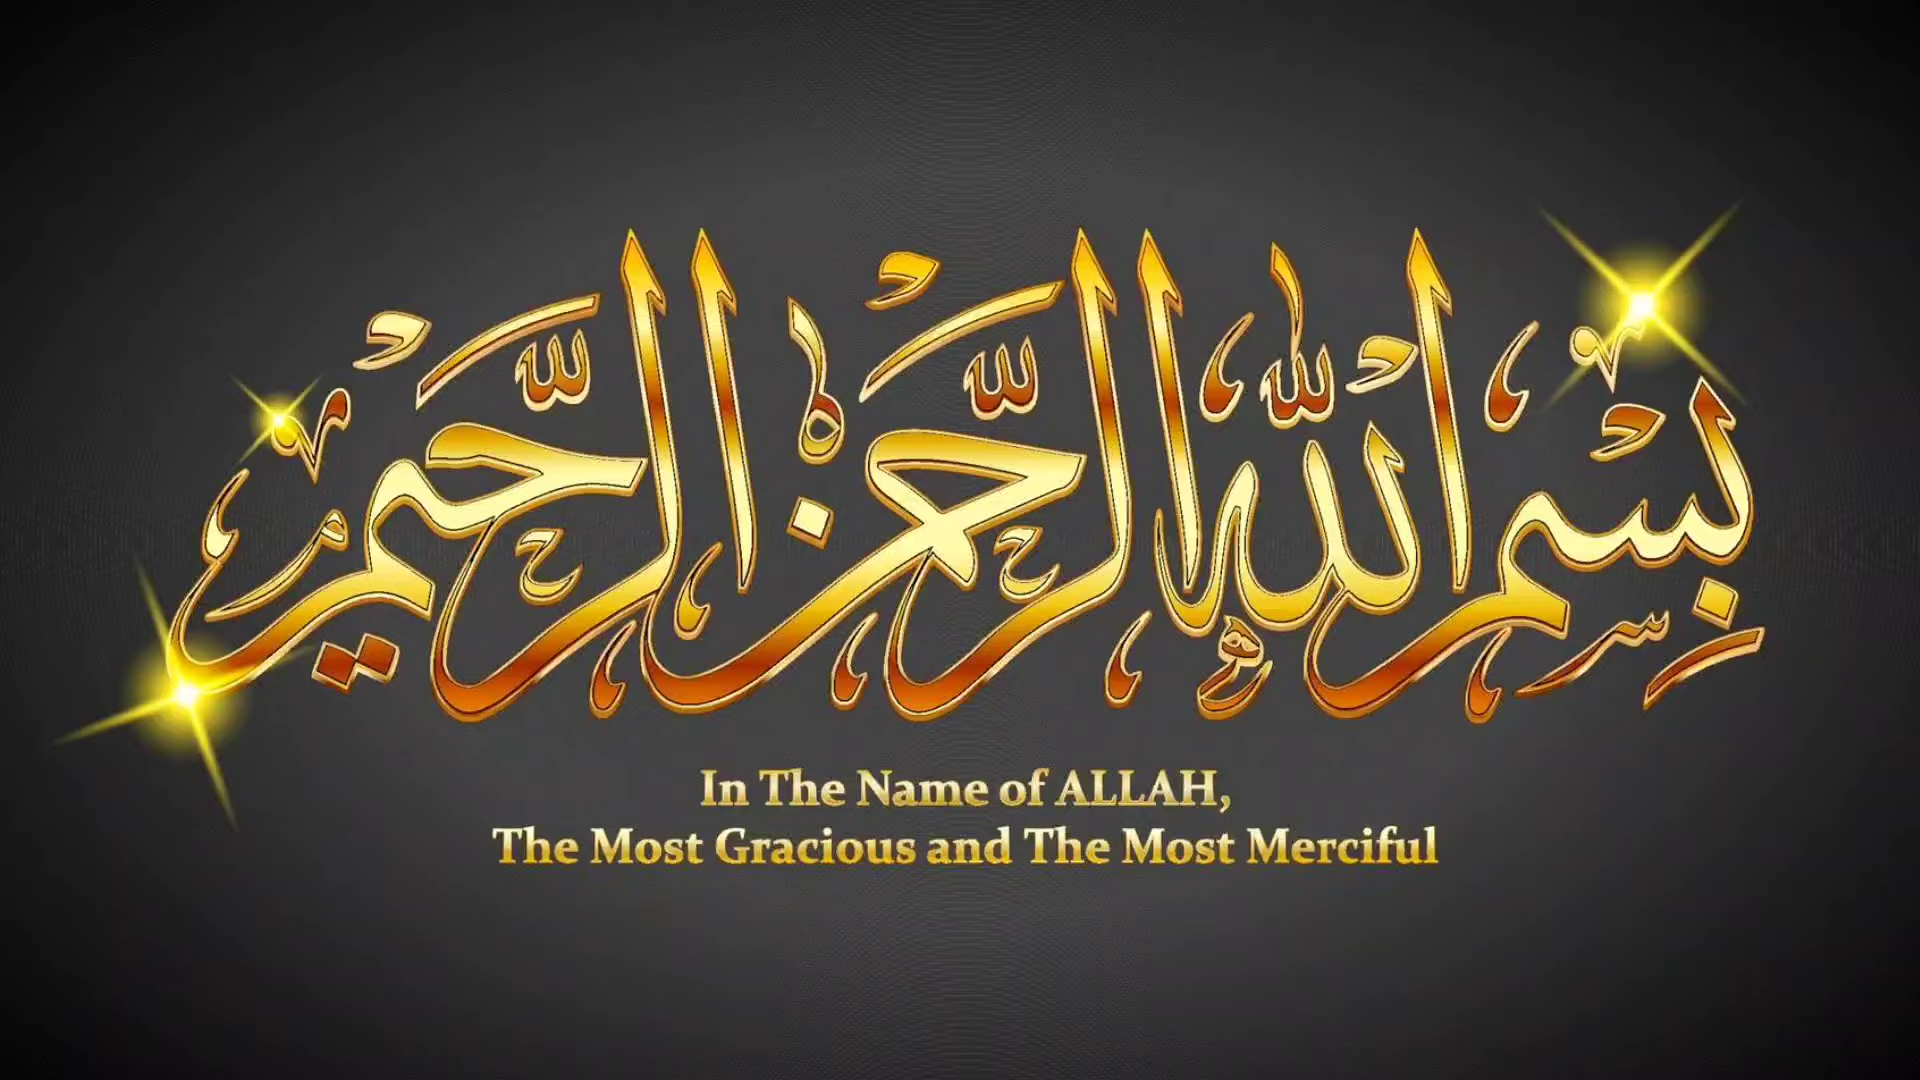 بِسْمِ اللَّهِ الرَّحْمَنِ الرَّحِيمِ
In The Name of ALLAH,
The Most Gracious and The Most Merciful